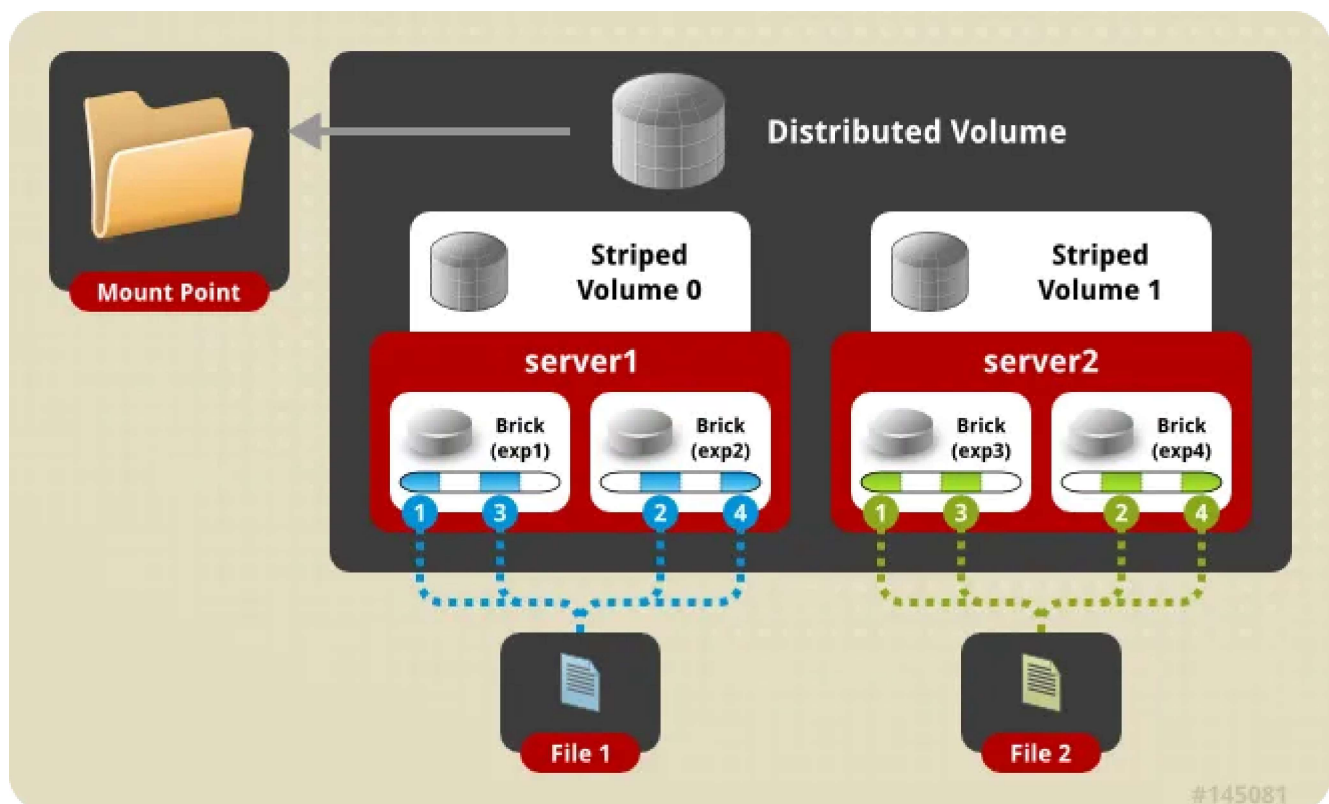 Distributed Volume
Mount Point
Striped
Volume 0
Striped
Volume 1
server1
server2
Brick
(exp1)
Brick
(exp2)
Brick
(exp3)
Brick
(exp4)
1
3
2
4
1
3
2
4
File 1
File 2
#145081